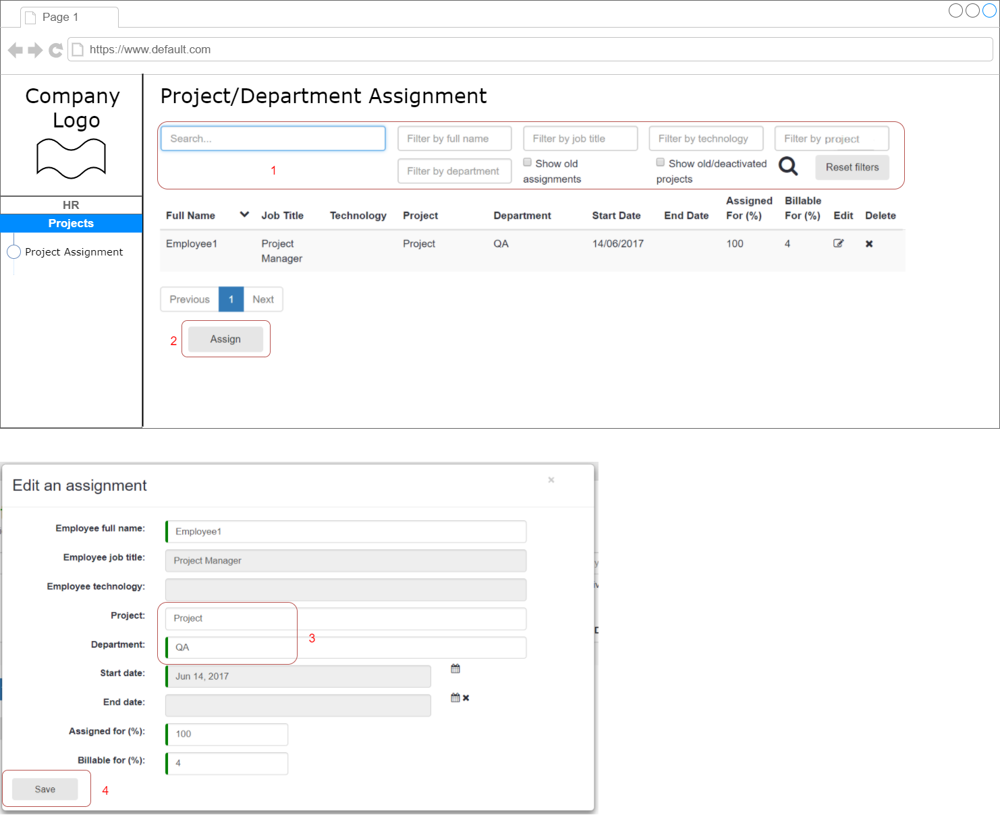 Page 1
https://www.default.com
Company
Logo
HR
Projects
Project Assignment
Project/Department Assignment
Search...
Filter by full name
Filter by job title
Filter by technology
Filter by project
1
Filter by department
Show old
assignments
Show old/deactivated
projects
Reset filters
Full Name
Job Title
Technology
Project
Department
Start Date
End Date
Assigned
For (%)
Billable
For (%)
Edit
Delete
Employee1
Project
Manager
Project
QA
14/06/2017
100
4
Previous
1
Next
2
Assign
Edit an assignment
×
Employee full name:
Employee1
Employee job title:
Project Manager
Employee technology:
Project:
Project
3
Department:
QA
Start date:
Jun 14, 2017
End date:
Assigned for (%):
100
Billable for (%):
4
Save
4